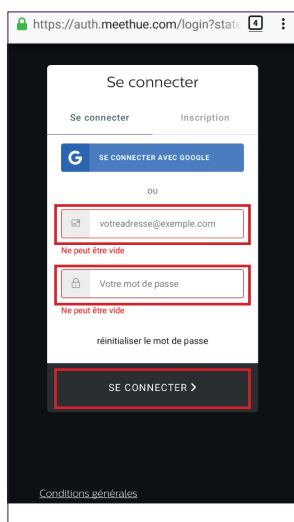 https://auth.meethue.com/login?state 4
Se connecter
Se connecter Inscription
G SE CONNECTER AVEC GOOGLE
ou
votreadresse@exemple.com
Ne peut être vide
Votre mot de passe
Ne peut être vide
réinitialiser le mot de passe
SE CONNECTER >
Conditions générales